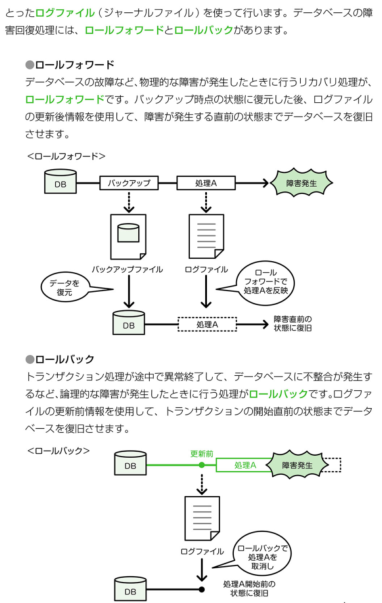 とったログファイル（ジャーナルファイル）を使って行います。データベースの障
害回復処理には、ロールフォワードとロールバックがあります。
●ロールフォワード
データベースの故障など、物理的な障害が発生したときに行うリカバリ処理が、
ロールフォワードです。バックアップ時点の状態に復元した後、ログファイル
の更新後情報を使用して、障害が発生する直前の状態までデータベースを復旧
させます。
＜ロールフォワード＞
DB
バックアップ
処理A
障害発生
バックアップファイル
ログファイル
データを
復元
ロール
フォワードで
処理Aを反映
DB
処理A
障害直前の
状態に復旧
●ロールバック
トランザクション処理が途中で異常終了して、データベースに不整合が発生す
るなど、論理的な障害が発生したときに行う処理がロールバックです。ログファ
イルの更新前情報を使用して、トランザクションの開始直前の状態までデータ
ベースを復旧させます。
＜ロールバック＞
更新前
DB
処理A
障害発生
ログファイル
ロールバックで
処理Aを
取消し
DB
処理A開始前の
状態に復旧